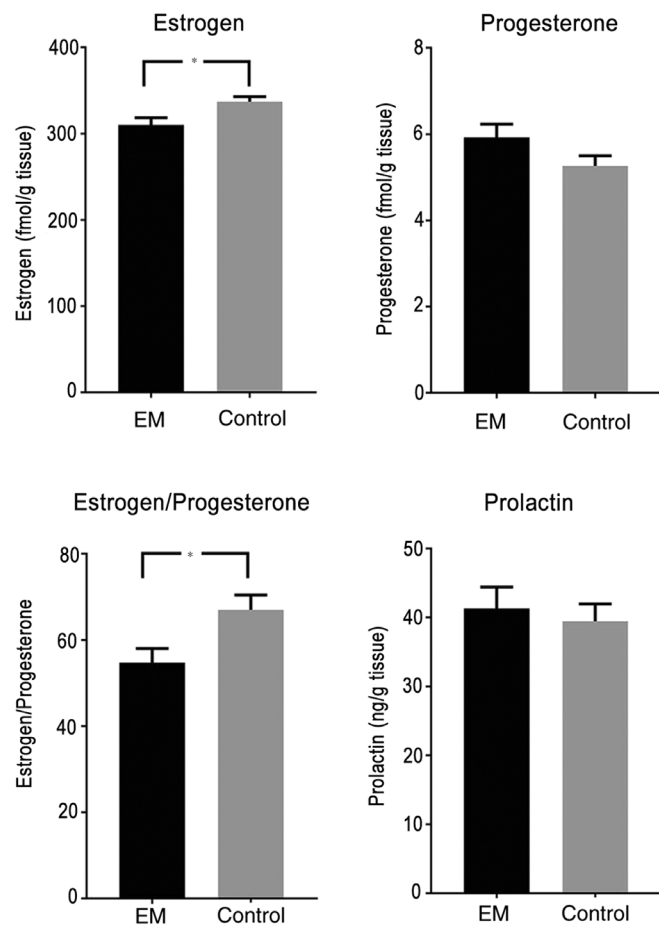 Estrogen
Estrogen (fmol/g tissue)
400
300
200
100
0
*
EM Control
Progesterone
Progesterone (fmol/g tissue)
8
6
4
2
0
EM Control
Estrogen/Progesterone
Estrogen/Progesterone
80
60
40
20
0
*
EM Control
Prolactin
Prolactin (ng/g tissue)
50
40
30
20
10
0
EM Control